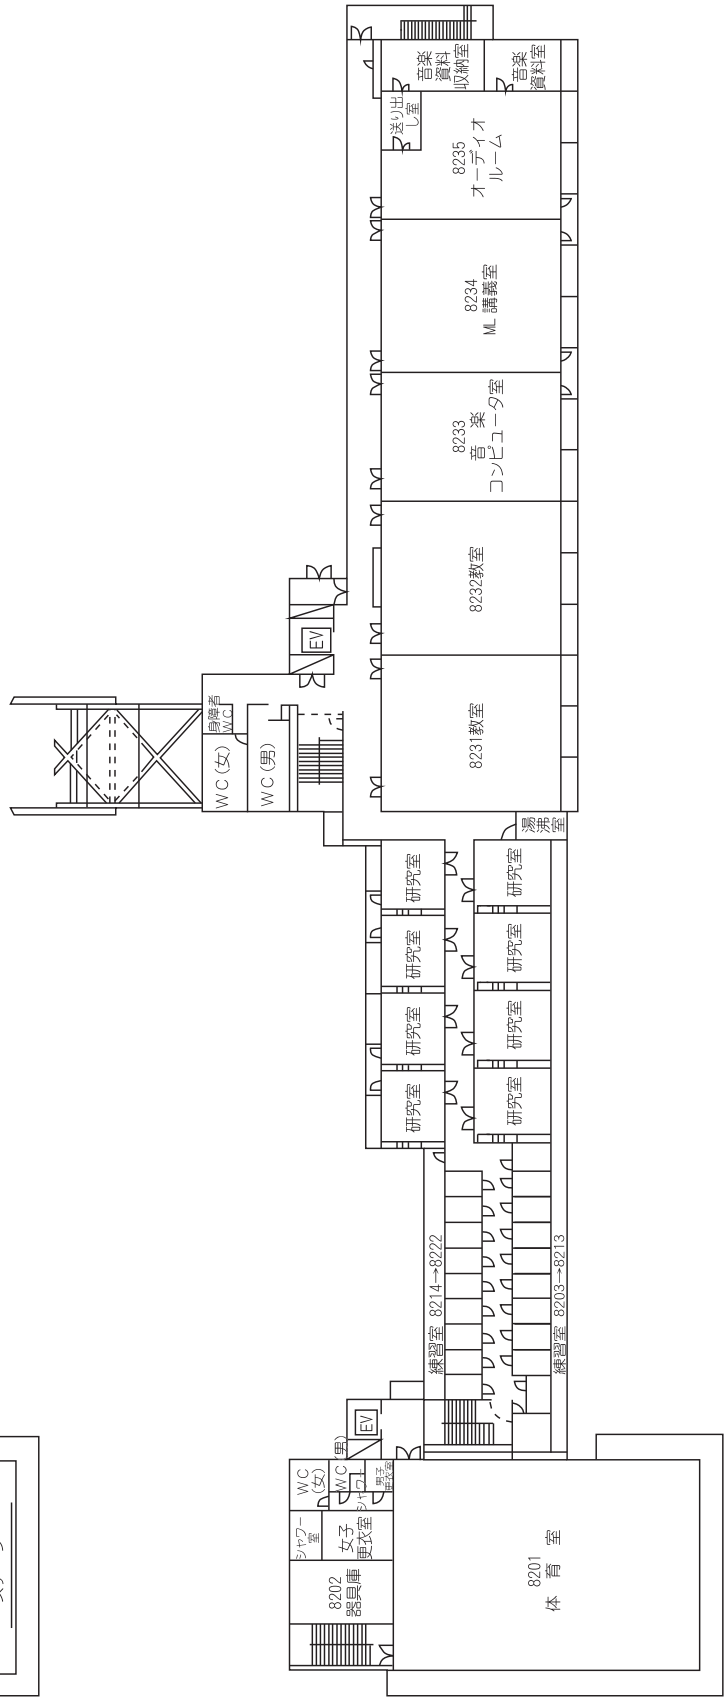 音楽
資料
収納室
音楽
資料室
送り出
し室
8235
オーディオ
ルーム
8234
ML 講義室
8233
音 楽
コンピュータ室
8232教室
EV
8231教室
身障者
W.C.
WC(女)
WC(男)
湯沸
室
研究室
研究室
研究室
研究室
研究室
研究室
研究室
研究室
練習室 8214→8222
練習室 8203→8213
EV
WC
(女)
WC
(男)
シャワー
男子
更衣室
シャワー
室
女子
更衣室
8202
器具庫
8201
体 育 室